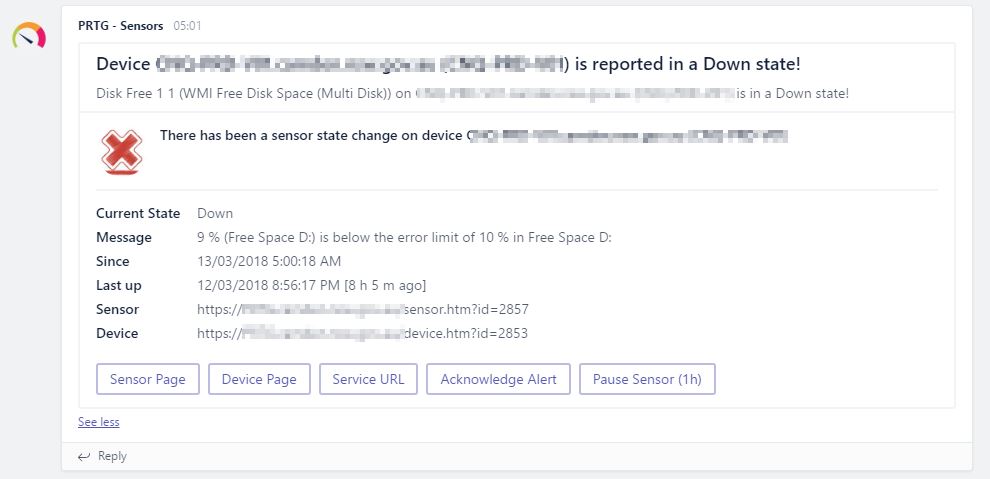 PRTG - Sensors 05:01
Device is reported in a Down state!
Disk Free 1 1 (WMI Free Disk Space (Multi Disk)) on is in a Down state!
There has been a sensor state change on device
Current State Down
Message 9 % (Free Space D:) is below the error limit of 10 % in Free Space D:
Since 13/03/2018 5:00:18 AM
Last up 12/03/2018 8:56:17 PM [8 h 5 m ago]
Sensor https:// sensor.htm?id=2857
Device https:// device.htm?id=2853
Sensor Page Device Page Service URL Acknowledge Alert Pause Sensor (1h)
See less
Reply